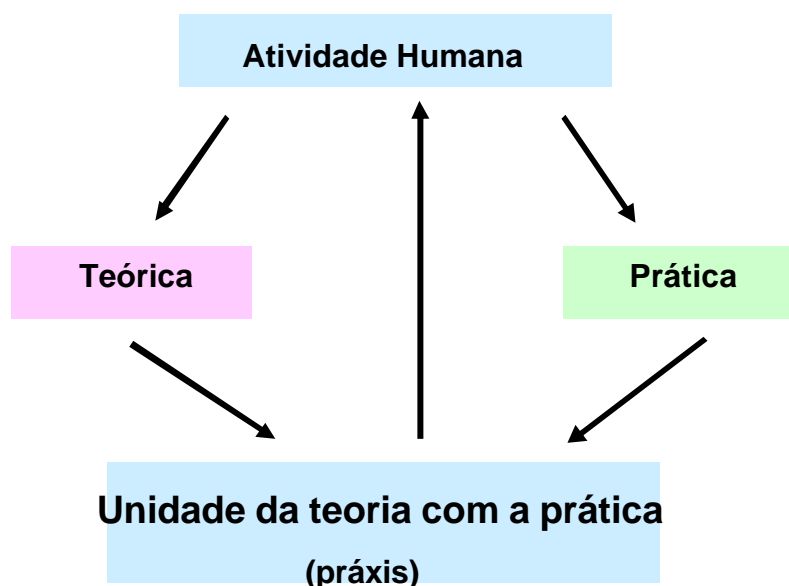 Atividade Humana
Teórica
Prática
Unidade da teoria com a prática
(práxis)